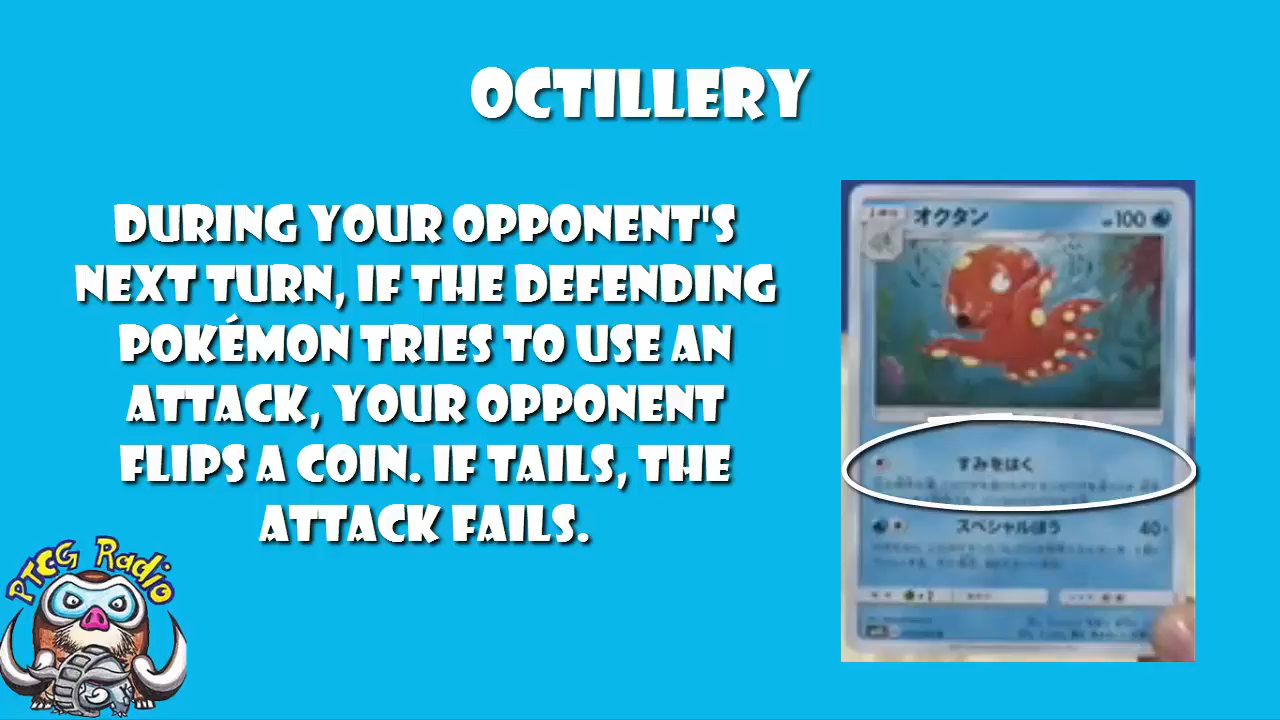 OCTILLERY
DURING YOUR OPPONENT'S
NEXT TURN, IF THE DEFENDING
POKÉMON TRIES TO USE AN
ATTACK, YOUR OPPONENT
FLIPS A COIN. IF TAILS, THE
ATTACK FAILS.
PTCG Radio
オクタン
100
すみをはく
スペシャルほう 40+